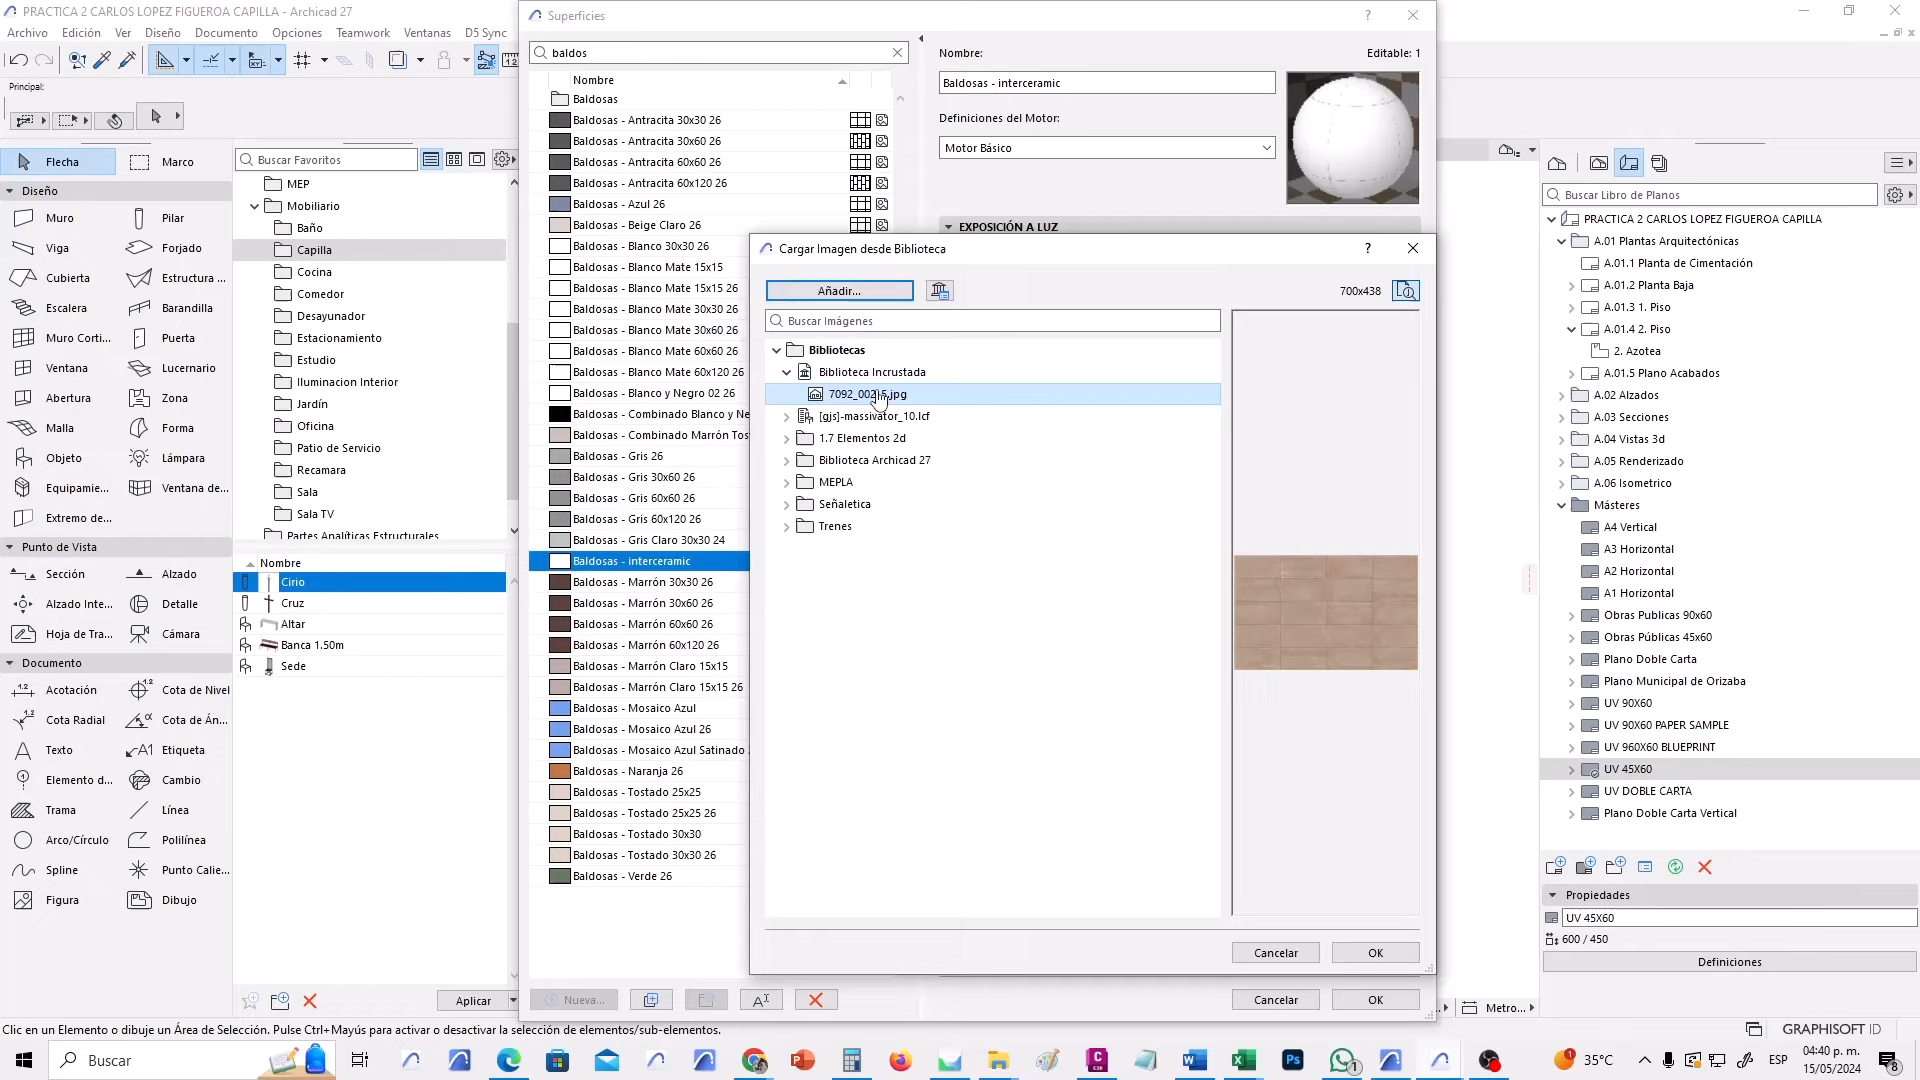 PRACTICA 2 CARLOS LOPEZ FIGUEROA CAPILLA - Archicad 27
Archivo Edición Ver Diseño Documento Opciones Teamwork Ventanas D5 Sync
Principal:
Flecha
Marco
Diseño
Muro
Pilar
Viga
Forjado
Cubierta
Estructura ...
Escalera
Barandilla
Muro Corti...
Puerta
Ventana
Lucernario
Abertura
Zona
Malla
Forma
Objeto
Lámpara
Equipamie...
Ventana de...
Extremo de...
Punto de Vista
Sección
Alzado
Alzado Inte...
Detalle
Hoja de Tra...
Cámara
Documento
Acotación
Cota de Nivel
Cota Radial
Cota de Án...
Texto
Etiqueta
Elemento d...
Cambio
Trama
Línea
Arco/Círculo
Polilínea
Spline
Punto Calie...
Figura
Dibujo
Buscar Favoritos
MEP
Mobiliario
Baño
Capilla
Cocina
Comedor
Desayunador
Estacionamiento
Estudio
Iluminacion Interior
Jardín
Oficina
Patio de Servicio
Recamara
Sala
Sala TV
Partes Analíticas Estructurales
Nombre
Cirio
Cruz
Altar
Banca 1.50m
Sede
Aplicar
Superficies
baldos
Nombre
Baldosas
Baldosas - Antracita 30x30 26
Baldosas - Antracita 30x60 26
Baldosas - Antracita 60x60 26
Baldosas - Antracita 60x120 26
Baldosas - Azul 26
Baldosas - Beige Claro 26
Baldosas - Blanco 30x30 26
Baldosas - Blanco Mate 15x15
Baldosas - Blanco Mate 15x15 26
Baldosas - Blanco Mate 30x30 26
Baldosas - Blanco Mate 30x60 26
Baldosas - Blanco Mate 60x60 26
Baldosas - Blanco Mate 60x120 26
Baldosas - Blanco y Negro 02 26
Baldosas - Combinado Blanco y Ne
Baldosas - Combinado Marrón Tos
Baldosas - Gris 26
Baldosas - Gris 30x60 26
Baldosas - Gris 60x60 26
Baldosas - Gris 60x120 26
Baldosas - Gris Claro 30x30 24
Baldosas - interceramic
Baldosas - Marrón 30x30 26
Baldosas - Marrón 30x60 26
Baldosas - Marrón 60x60 26
Baldosas - Marrón 60x120 26
Baldosas - Marrón Claro 15x15
Baldosas - Marrón Claro 15x15 26
Baldosas - Mosaico Azul
Baldosas - Mosaico Azul 26
Baldosas - Mosaico Azul Satinado
Baldosas - Naranja 26
Baldosas - Tostado 25x25
Baldosas - Tostado 25x25 26
Baldosas - Tostado 30x30
Baldosas - Tostado 30x30 26
Baldosas - Verde 26
Nueva...
Nombre:
Editable: 1
Baldosas - interceramic
Definiciones del Motor:
Motor Básico
EXPOSICIÓN A LUZ
Cancelar
OK
Cargar Imagen desde Biblioteca
Añadir...
700x438
Buscar Imágenes
Bibliotecas
Biblioteca Incrustada
[gjs]-massivator_10.lcf
1.7 Elementos 2d
Biblioteca Archicad 27
MEPLA
Señaletica
Trenes
Cancelar
OK
Buscar Libro de Planos
PRACTICA 2 CARLOS LOPEZ FIGUEROA CAPILLA
A.01 Plantas Arquitectónicas
A.01.1 Planta de Cimentación
A.01.2 Planta Baja
A.01.3 1. Piso
A.01.4 2. Piso
2. Azotea
A.01.5 Plano Acabados
A.02 Alzados
A.03 Secciones
A.04 Vistas 3d
A.05 Renderizado
A.06 Isometrico
Másteres
A4 Vertical
A3 Horizontal
A2 Horizontal
A1 Horizontal
Obras Publicas 90x60
Obras Públicas 45x60
Plano Doble Carta
Plano Municipal de Orizaba
UV 90X60
UV 90X60 PAPER SAMPLE
UV 960X60 BLUEPRINT
UV 45X60
UV DOBLE CARTA
Plano Doble Carta Vertical
Propiedades
UV 45X60
600 / 450
Definiciones
Metro...
Clic en un Elemento o dibuje un Área de Selección. Pulse Ctrl+Mayús para activar o desactivar la selección de elementos/sub-elementos.
GRAPHISOFT ID
Buscar
35°C
ESP
04:40 p. m.
15/05/2024